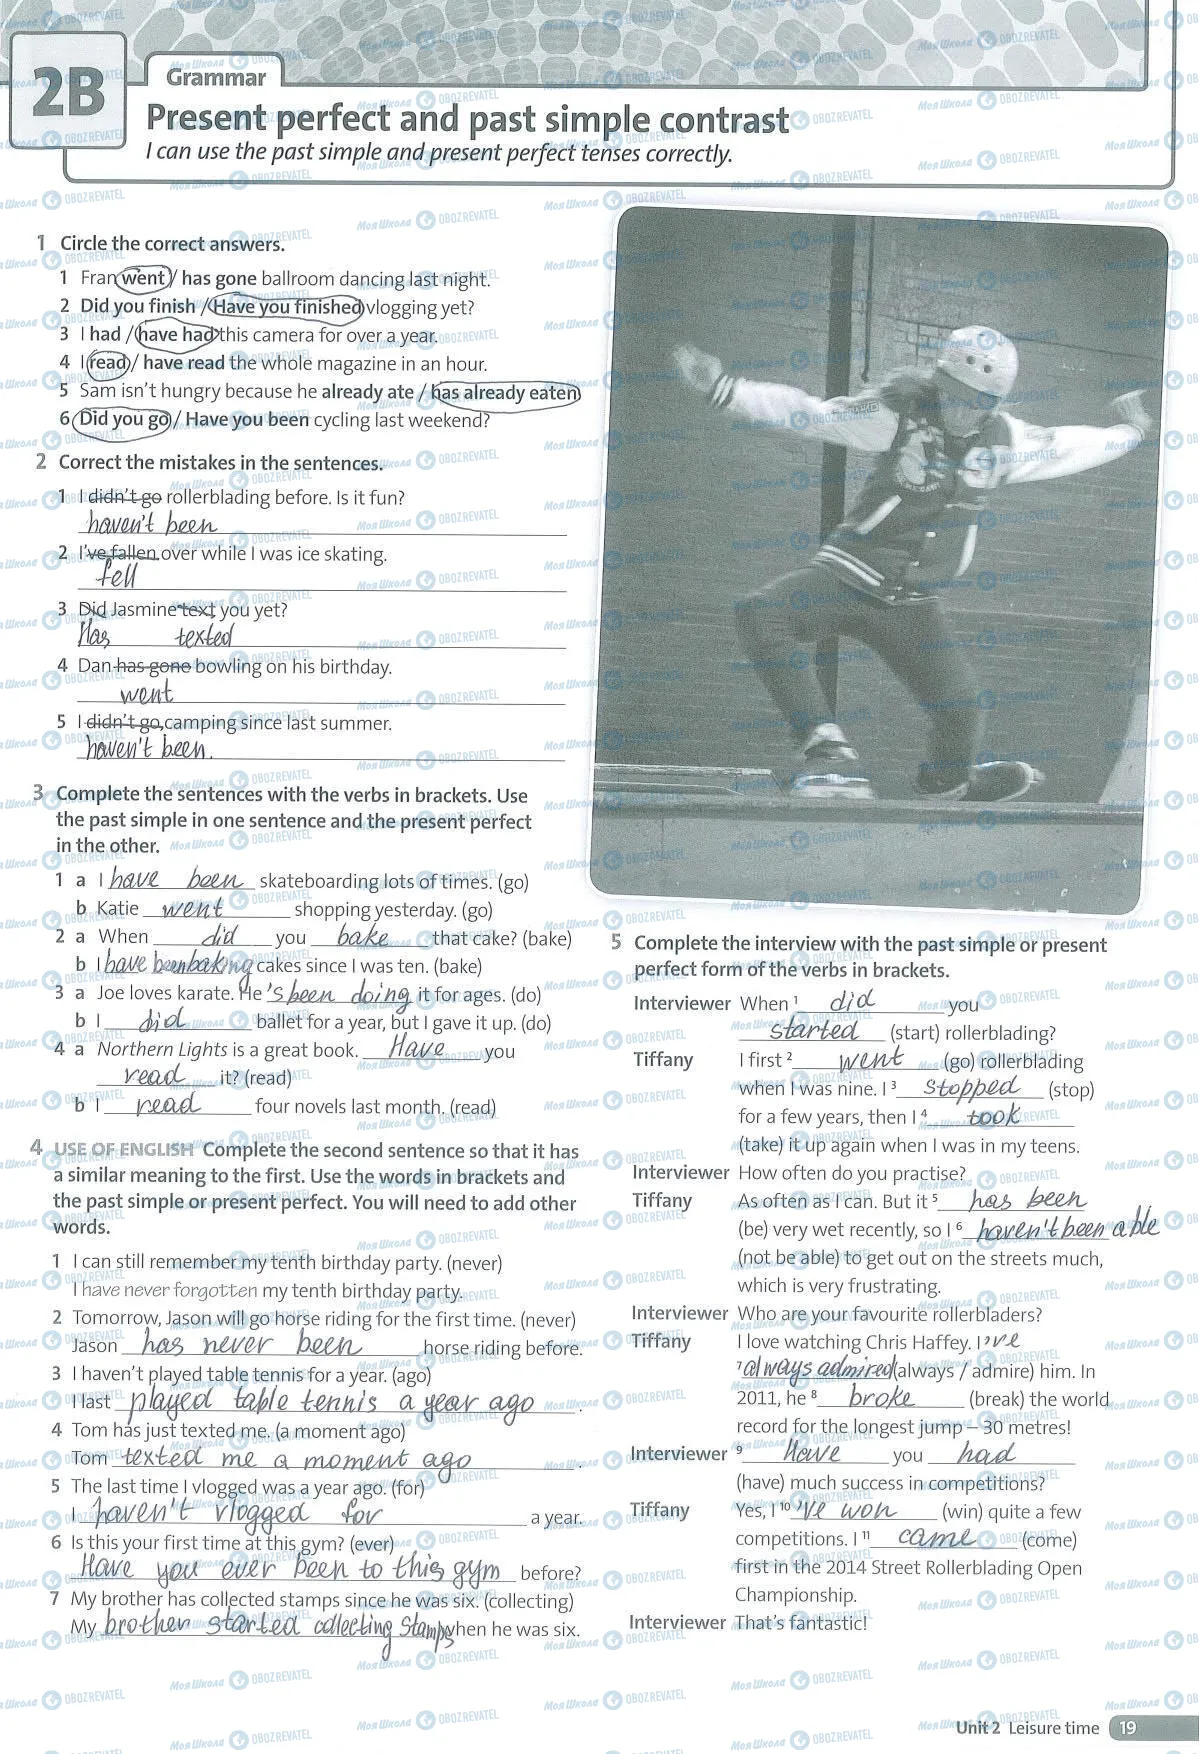 2B
Grammar
Present perfect and past simple contrast
I can use the past simple and present perfect tenses correctly.
1 Circle the correct answers.
1 Fran went / has gone ballroom dancing last night.
2 Did you finish / Have you finished vlogging yet?
3 I had / have had this camera for over a year.
4 I read / have read the whole magazine in an hour.
5 Sam isn't hungry because he already ate / has already eaten.
6 Did you go / Have you been cycling last weekend?
2 Correct the mistakes in the sentences.
1 I didn't go rollerblading before. Is it fun?
haven't been
2 I've fallen over while I was ice skating.
fell
3 Did Jasmine text you yet?
Has texted
4 Dan has gone bowling on his birthday.
went
5 I didn't go camping since last summer.
haven't been.
3 Complete the sentences with the verbs in brackets. Use
the past simple in one sentence and the present perfect
in the other.
1 a I have been skateboarding lots of times. (go)
b Katie went shopping yesterday. (go)
2 a When did you bake that cake? (bake)
b I have been baking cakes since I was ten. (bake)
3 a Joe loves karate. He 's been doing it for ages. (do)
b I did ballet for a year, but I gave it up. (do)
4 a Northern Lights is a great book. Have you
read it? (read)
b I read four novels last month. (read)
4 USE OF ENGLISH Complete the second sentence so that it has
a similar meaning to the first. Use the words in brackets and
the past simple or present perfect. You will need to add other
words.
1 I can still remember my tenth birthday party. (never)
I have never forgotten my tenth birthday party.
2 Tomorrow, Jason will go horse riding for the first time. (never)
Jason has never been horse riding before.
3 I haven't played table tennis for a year. (ago)
I last played table tennis a year ago.
4 Tom has just texted me. (a moment ago)
Tom texted me a moment ago.
5 The last time I vlogged was a year ago. (for)
I haven't vlogged for a year.
6 Is this your first time at this gym? (ever)
Have you ever been to this gym before?
7 My brother has collected stamps since he was six. (collecting)
My brother started collecting stamps when he was six.
5 Complete the interview with the past simple or present
perfect form of the verbs in brackets.
Interviewer When 1 did you
started (start) rollerblading?
Tiffany I first 2 went (go) rollerblading
when I was nine. I 3 stopped (stop)
for a few years, then I 4 took
(take) it up again when I was in my teens.
Interviewer How often do you practise?
Tiffany As often as I can. But it 5 has been
(be) very wet recently, so I 6 haven't been able
(not be able) to get out on the streets much,
which is very frustrating.
Interviewer Who are your favourite rollerbladers?
Tiffany I love watching Chris Haffey. I 've
7 always admired (always / admire) him. In
2011, he 8 broke (break) the world
record for the longest jump – 30 metres!
Interviewer 9 Have you had
(have) much success in competitions?
Tiffany Yes, I 10 've won (win) quite a few
competitions. I 11 came (come)
first in the 2014 Street Rollerblading Open
Championship.
Interviewer That's fantastic!
Unit 2 Leisure time 19
Моя Школа OBOZREVATEL